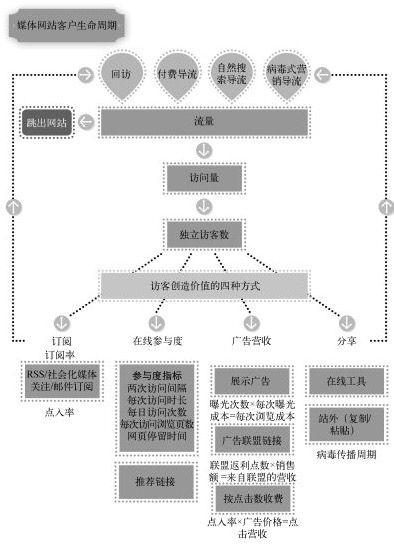 媒体网站客户生命周期
回访
付费导流
自然搜
索导流
病毒式营
销导流
跳出网站
流量
访问量
独立访客数
访客创造价值的四种方式
订阅
订阅率
RSS/社会化媒体
关注/邮件订阅
点入率
在线参与度
参与度指标
两次访问间隔
每次访问时长
每日访问次数
每次访问浏览页数
网页停留时间
推荐链接
广告营收
展示广告
曝光次数×每次曝光
成本=每次浏览成本
广告联盟链接
联盟返利点数×销售
额=来自联盟的营收
按点击数收费
点入率×广告价格=点
击营收
分享
在线工具
站外（复制/
粘贴）
病毒传播周期